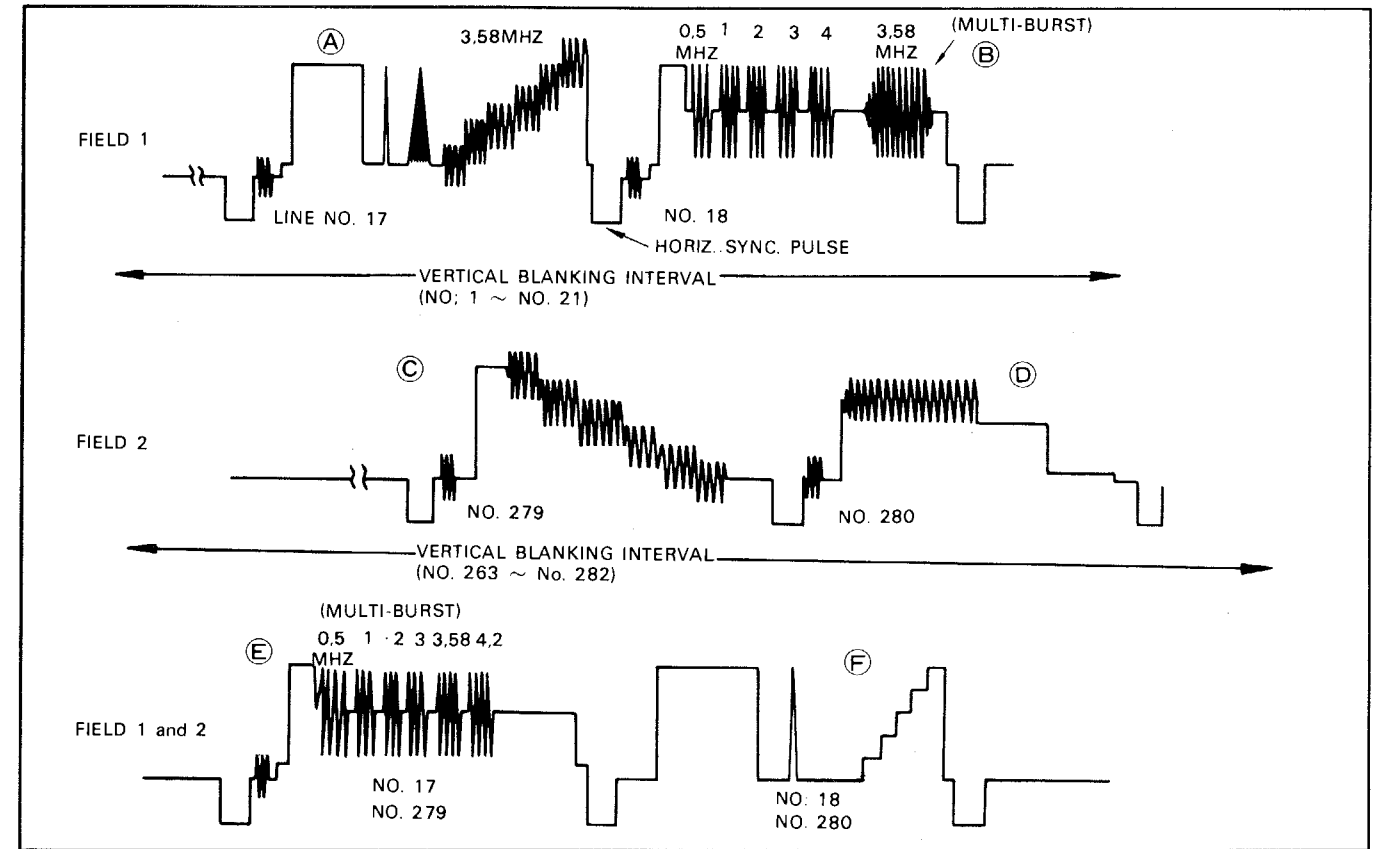 Ⓐ
3,58MHZ
0,5 1 2 3 4 3,58
MHZ MHZ
(MULTI-BURST)
Ⓑ
FIELD 1
LINE NO. 17
NO. 18
HORIZ. SYNC. PULSE
VERTICAL BLANKING INTERVAL
(NO; 1 ~ NO. 21)
Ⓒ
Ⓓ
FIELD 2
NO. 279
NO. 280
VERTICAL BLANKING INTERVAL
(NO. 263 ~ No. 282)
(MULTI-BURST)
0,5 1 2 3 3,58 4,2
MHZ
Ⓔ
Ⓕ
FIELD 1 and 2
NO. 17
NO. 279
NO: 18
NO. 280